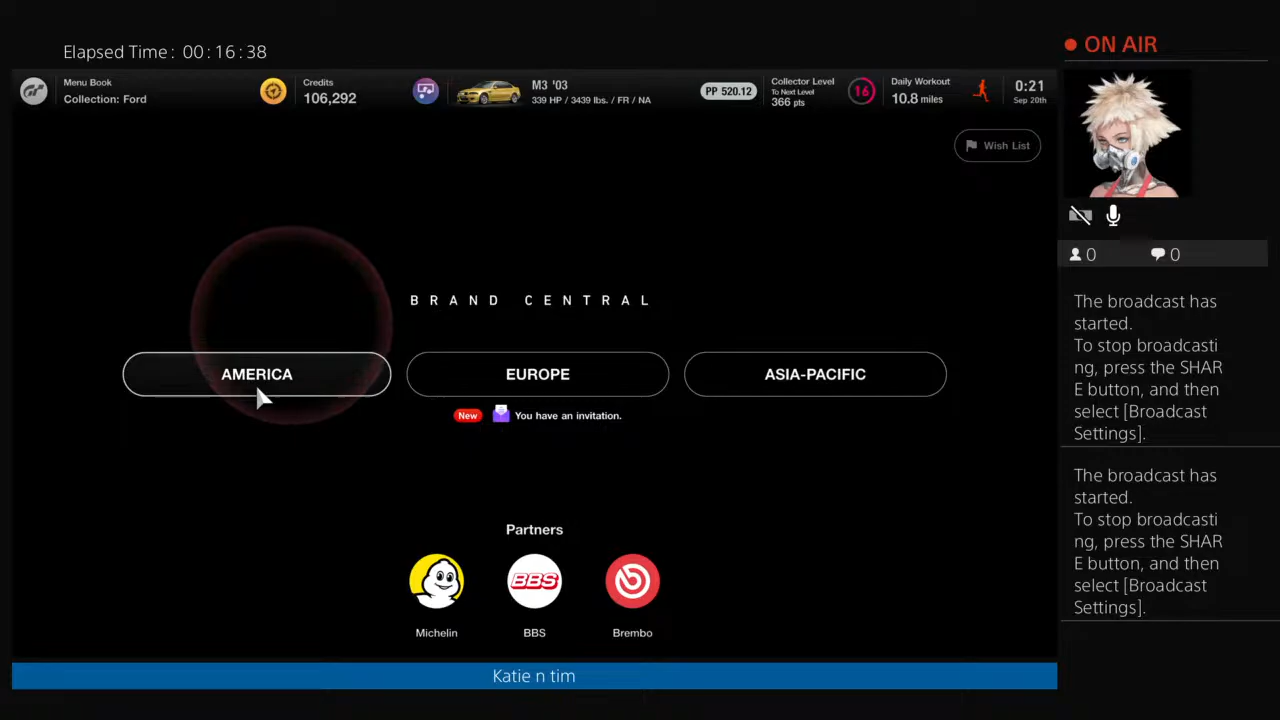 Elapsed Time: 00:16:38
ON AIR
Menu Book
Collection: Ford
Credits
106,292
M3 '03
339 HP / 3439 lbs. / FR / NA
PP 520.12
Collector Level
To Next Level
366 pts
16
Daily Workout
10.8 miles
0:21
Sep 20th
Wish List
BRAND CENTRAL
AMERICA
EUROPE
ASIA-PACIFIC
New
You have an invitation.
Partners
BBS
Michelin
BBS
Brembo
Katie n tim
0
0
The broadcast has
started.
To stop broadcasti
ng, press the SHAR
E button, and then
select [Broadcast
Settings].
The broadcast has
started.
To stop broadcasti
ng, press the SHAR
E button, and then
select [Broadcast
Settings].